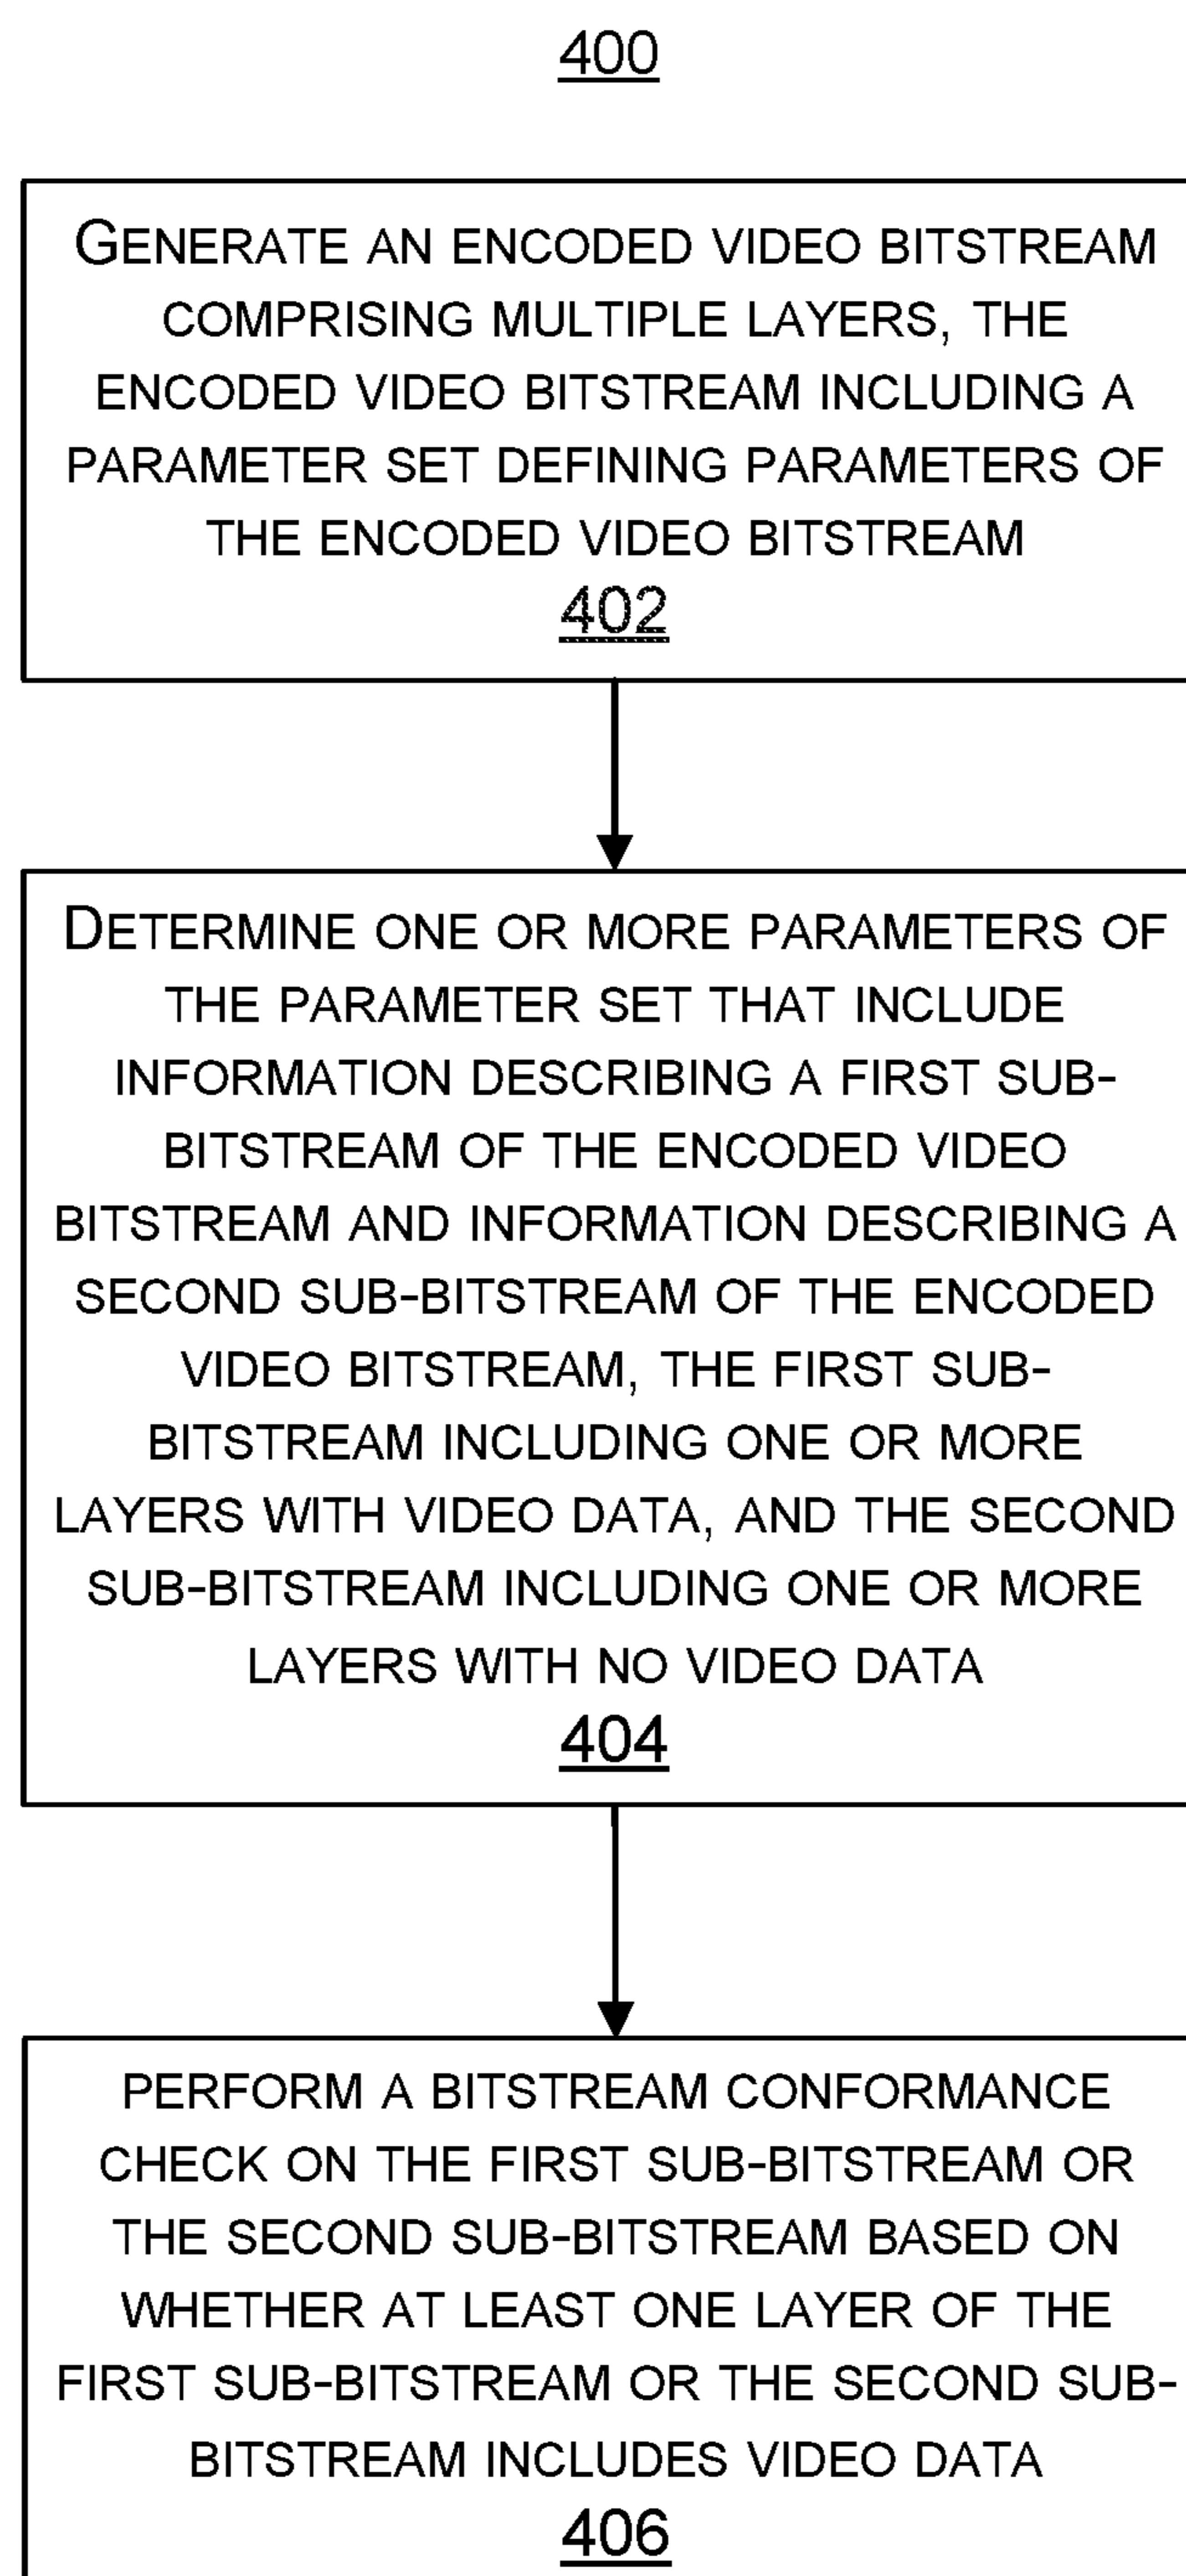 400
GENERATE AN ENCODED VIDEO BITSTREAM
COMPRISING MULTIPLE LAYERS, THE
ENCODED VIDEO BITSTREAM INCLUDING A
PARAMETER SET DEFINING PARAMETERS OF
THE ENCODED VIDEO BITSTREAM
402
DETERMINE ONE OR MORE PARAMETERS OF
THE PARAMETER SET THAT INCLUDE
INFORMATION DESCRIBING A FIRST SUB-
BITSTREAM OF THE ENCODED VIDEO
BITSTREAM AND INFORMATION DESCRIBING A
SECOND SUB-BITSTREAM OF THE ENCODED
VIDEO BITSTREAM, THE FIRST SUB-
BITSTREAM INCLUDING ONE OR MORE
LAYERS WITH VIDEO DATA, AND THE SECOND
SUB-BITSTREAM INCLUDING ONE OR MORE
LAYERS WITH NO VIDEO DATA
404
PERFORM A BITSTREAM CONFORMANCE
CHECK ON THE FIRST SUB-BITSTREAM OR
THE SECOND SUB-BITSTREAM BASED ON
WHETHER AT LEAST ONE LAYER OF THE
FIRST SUB-BITSTREAM OR THE SECOND SUB-
BITSTREAM INCLUDES VIDEO DATA
406